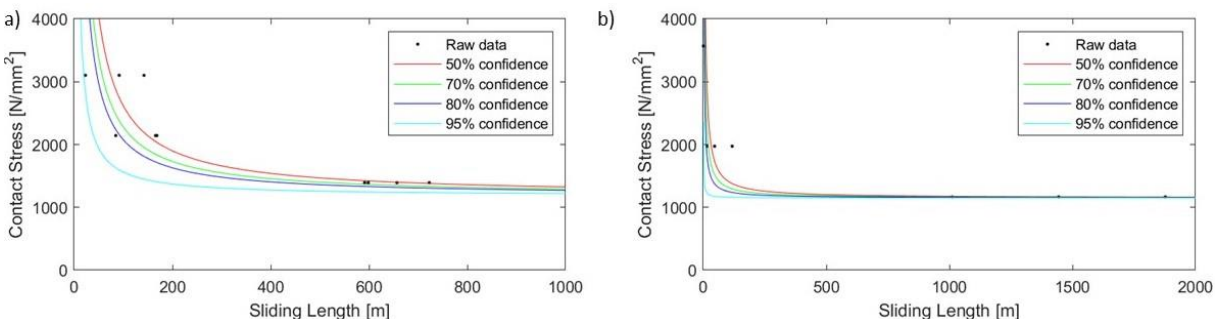 a)
Contact Stress [N/mm²]
4000
3000
2000
1000
0
0
200
400
600
800
1000
Sliding Length [m]
Raw data
50% confidence
70% confidence
80% confidence
95% confidence
b)
Contact Stress [N/mm²]
4000
3000
2000
1000
0
0
500
1000
1500
2000
Sliding Length [m]
Raw data
50% confidence
70% confidence
80% confidence
95% confidence